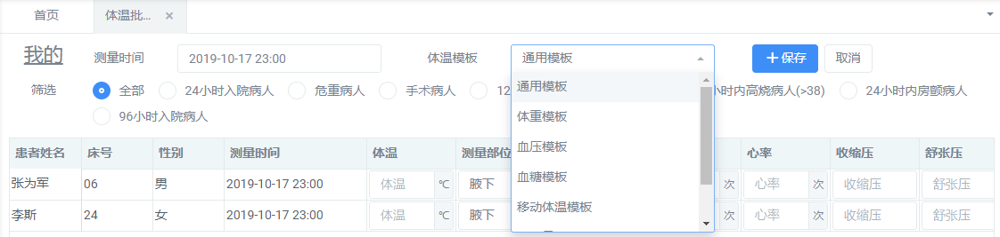 首页 体温批... ×
我的 测量时间 2019-10-17 23:00 体温模板 通用模板 +保存 取消
筛选 全部 24小时入院病人 危重病人 手术病人 12 小时内高烧病人(>38) 24小时内房颤病人
96小时入院病人
通用模板
体重模板
血压模板
血糖模板
移动体温模板
患者姓名 床号 性别 测量时间 体温 测量部位 心率 收缩压 舒张压
张为军 06 男 2019-10-17 23:00 体温 ℃ 腋下 次 心率 次 收缩压 舒张压
李斯 24 女 2019-10-17 23:00 体温 ℃ 腋下 次 心率 次 收缩压 舒张压